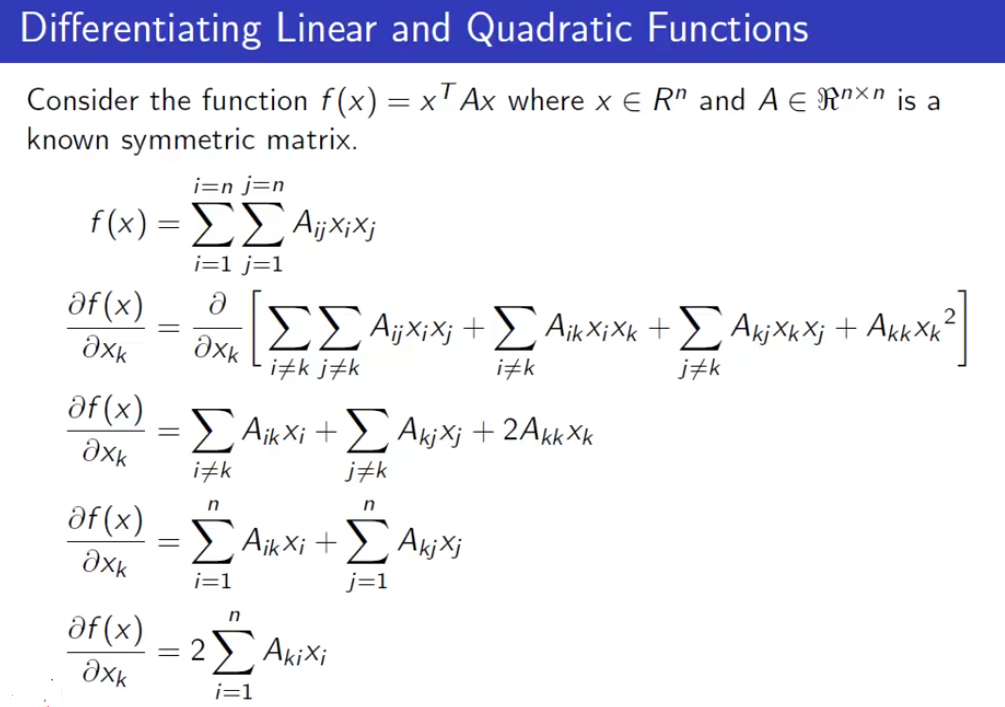 Differentiating Linear and Quadratic Functions
Consider the function f(x) = x^T Ax where x ∈ R^n and A ∈ ℜ^{n×n} is a
known symmetric matrix.
f(x) = ∑_{i=1}^{i=n} ∑_{j=1}^{j=n} A_{ij}x_ix_j
∂f(x)/∂x_k = ∂/∂x_k [∑_{i≠k} ∑_{j≠k} A_{ij}x_ix_j + ∑_{i≠k} A_{ik}x_ix_k + ∑_{j≠k} A_{kj}x_kx_j + A_{kk}x_k^2]
∂f(x)/∂x_k = ∑_{i≠k} A_{ik}x_i + ∑_{j≠k} A_{kj}x_j + 2A_{kk}x_k
∂f(x)/∂x_k = ∑_{i=1}^{n} A_{ik}x_i + ∑_{j=1}^{n} A_{kj}x_j
∂f(x)/∂x_k = 2 ∑_{i=1}^{n} A_{ki}x_i